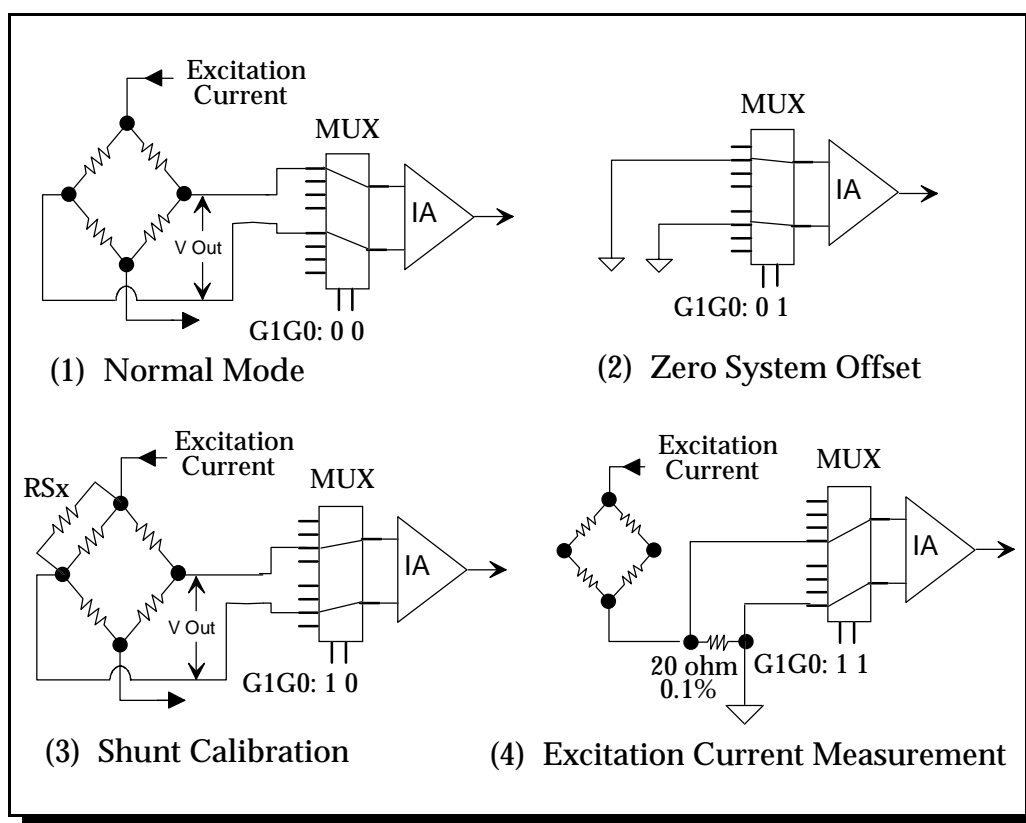 Excitation
Current
MUX
IA
V Out
G1G0: 0 0
(1) Normal Mode
MUX
IA
G1G0: 0 1
(2) Zero System Offset
Excitation
Current
RSx
MUX
IA
V Out
G1G0: 1 0
(3) Shunt Calibration
Excitation
Current
MUX
IA
20 ohm
0.1%
G1G0: 1 1
(4) Excitation Current Measurement